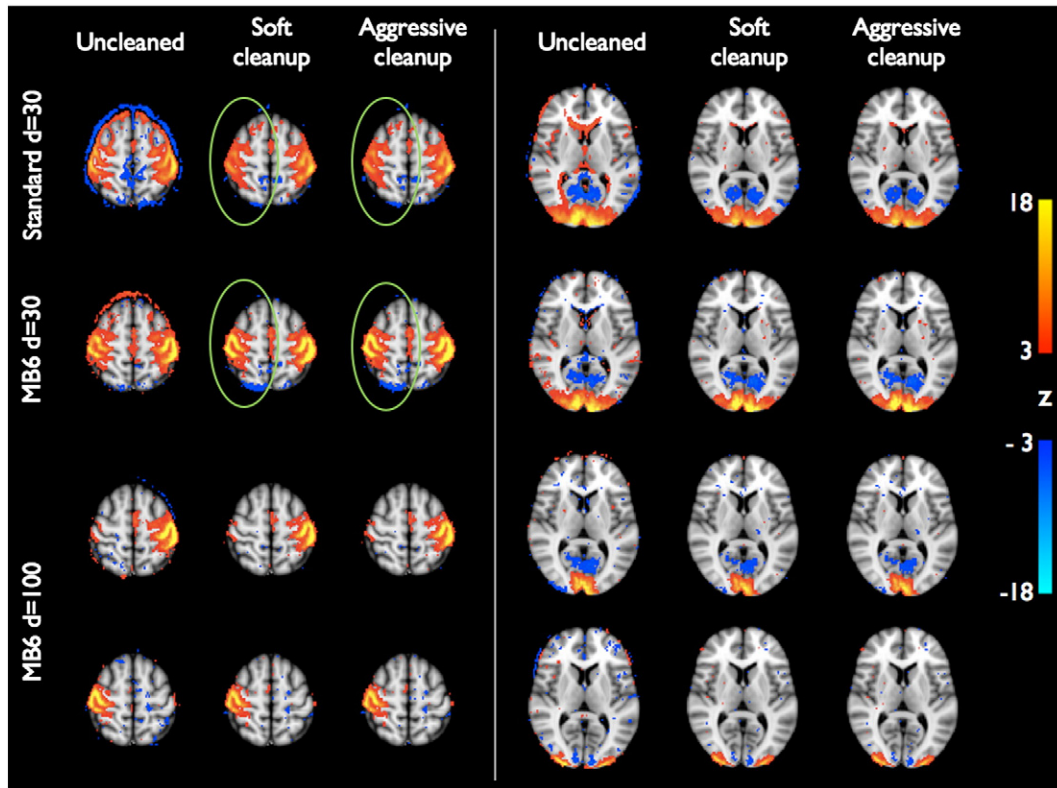 Uncleaned
Soft
cleanup
Aggressive
cleanup
Uncleaned
Soft
cleanup
Aggressive
cleanup
Standard d=30
MB6 d=30
MB6 d=100
18
3
z
- 3
-18